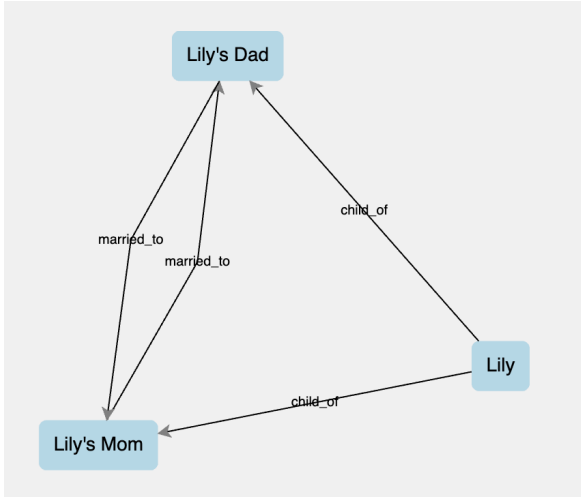 Lily's Dad
child_of
married_to
married_to
Lily
child_of
Lily's Mom